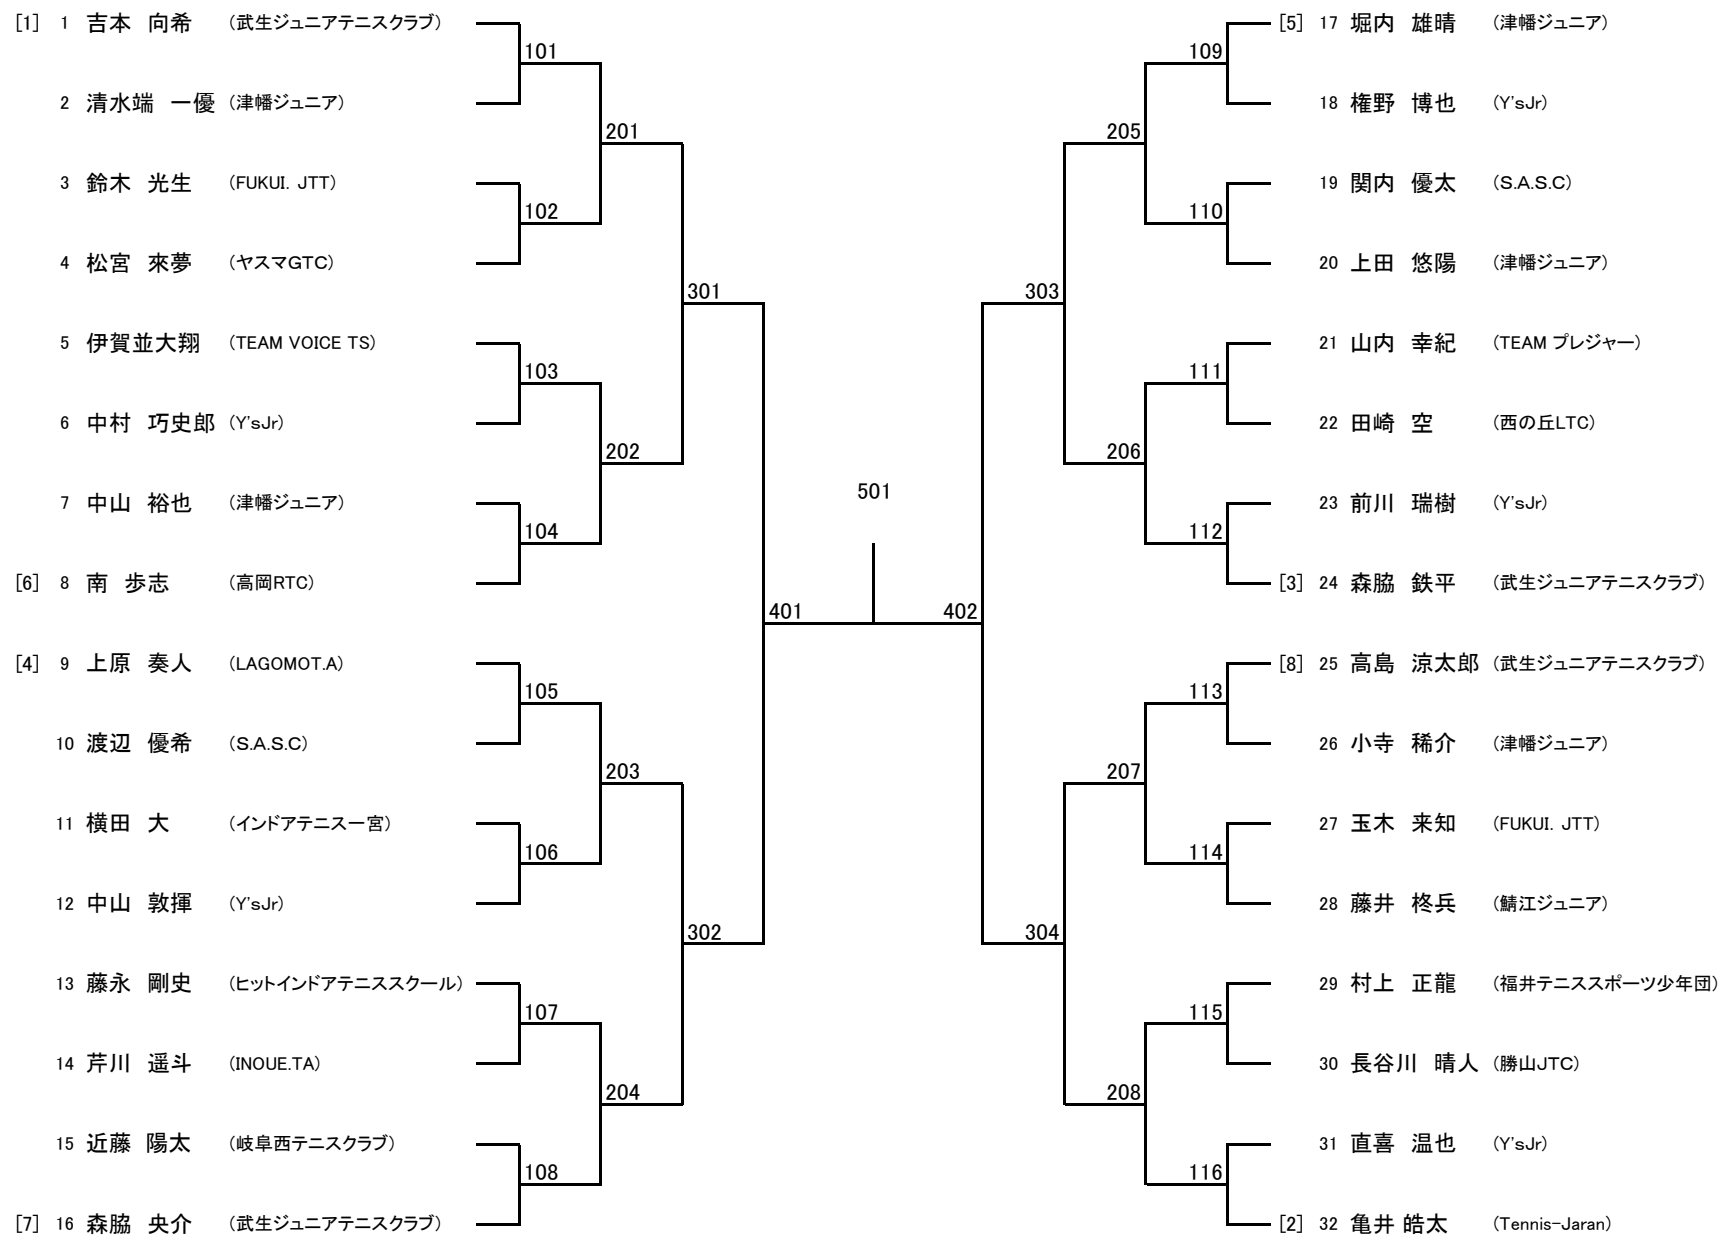 [1] 1 吉本 向希 (武生ジュニアテニスクラブ)
101
2 清水端 一優 (津幡ジュニア)
201
3 鈴木 光生 (FUKUI. JTT)
102
4 松宮 來夢 (ヤスマGTC)
301
5 伊賀並大翔 (TEAM VOICE TS)
103
6 中村 巧史郎 (Y'sJr)
202
7 中山 裕也 (津幡ジュニア)
104
[6] 8 南 歩志 (高岡RTC)
401
[4] 9 上原 奏人 (LAGOMOT.A)
105
10 渡辺 優希 (S.A.S.C)
203
11 横田 大 (インドアテニス一宮)
106
12 中山 敦揮 (Y'sJr)
302
13 藤永 剛史 (ヒットインドアテニススクール)
107
14 芹川 遥斗 (INOUE.TA)
204
15 近藤 陽太 (岐阜西テニスクラブ)
108
[7] 16 森脇 央介 (武生ジュニアテニスクラブ)
501
[5] 17 堀内 雄晴 (津幡ジュニア)
109
18 権野 博也 (Y'sJr)
205
19 関内 優太 (S.A.S.C)
110
20 上田 悠陽 (津幡ジュニア)
303
21 山内 幸紀 (TEAM プレジャー)
111
22 田崎 空 (西の丘LTC)
206
23 前川 瑞樹 (Y'sJr)
112
[3] 24 森脇 鉄平 (武生ジュニアテニスクラブ)
402
[8] 25 高島 涼太郎 (武生ジュニアテニスクラブ)
113
26 小寺 稀介 (津幡ジュニア)
207
27 玉木 来知 (FUKUI. JTT)
114
28 藤井 柊兵 (鯖江ジュニア)
304
29 村上 正龍 (福井テニススポーツ少年団)
115
30 長谷川 晴人 (勝山JTC)
208
31 直喜 温也 (Y'sJr)
116
[2] 32 亀井 皓太 (Tennis-Jaran)